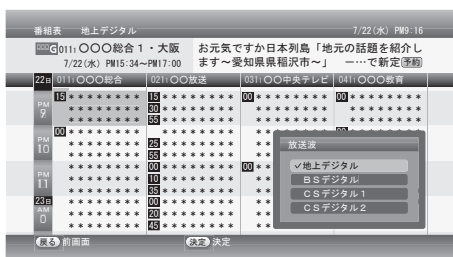 番組表 地上デジタル 7/22(水) PM9:16
011:〇〇〇総合1・大阪 お元気ですか日本列島「地元の話題を紹介し
7/22(水) PM15:34~PM17:00 ます~愛知県県稲沢市~」 ー…で新定予約
22日 011:〇〇〇総合 021:〇〇放送 031:〇〇中央テレビ 041:〇〇〇教育
15 ******** 15 ******** 00 ******** 00 ********
PM 9 ******** 30 ******** ******** ********
******** 55 ******** ******** ********
00 ******** ********
PM 10 ******** 25 ********
******** 55 ********
******** 00 ******** 00
PM 11 ******** 10 ********
******** 35 ********
23日 ******** 00 ********
AM 0 ******** 20 ********
******** 45 ********
放送波
✓地上デジタル
BSデジタル
CSデジタル1
CSデジタル2
戻る 前画面 決定 決定